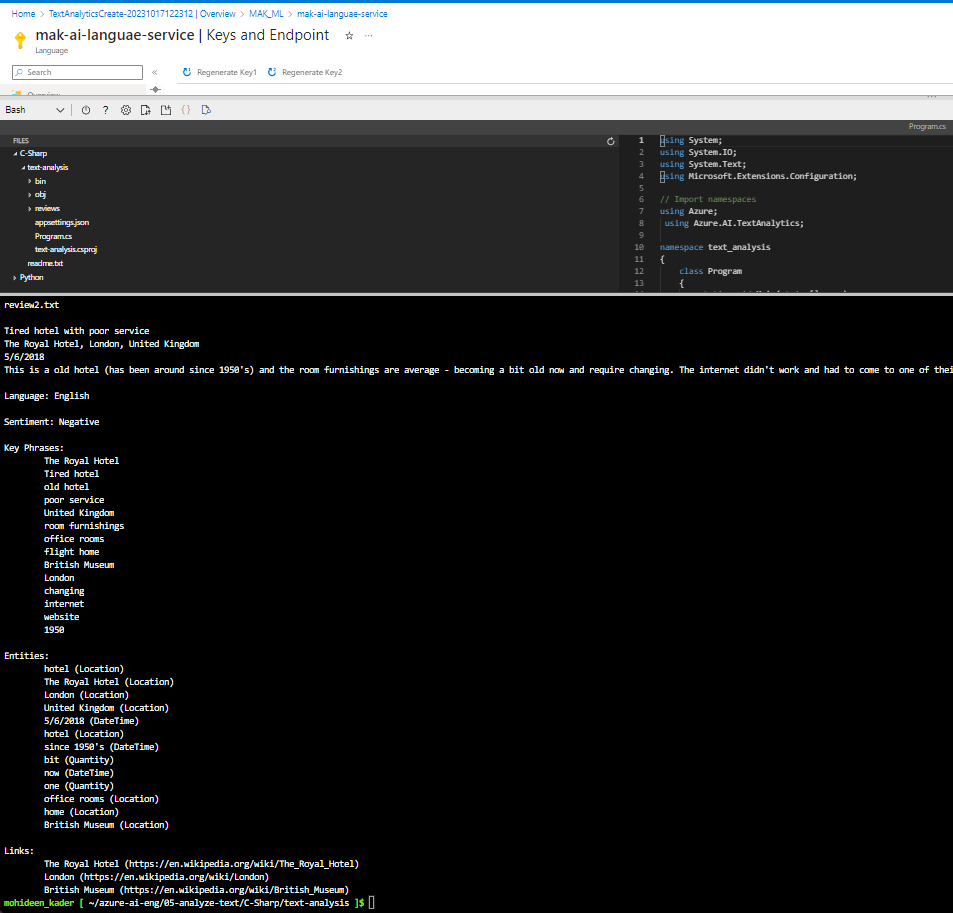 Home > TextAnalyticsCreate-20231017122312 | Overview > MAK_ML > mak-ai-languae-service
mak-ai-languae-service | Keys and Endpoint
Language
Search
Regenerate Key1 Regenerate Key2
Overview
Bash
Program.cs
FILES
C-Sharp
text-analysis
bin
obj
reviews
appsettings.json
Program.cs
text-analysis.csproj
readme.txt
Python
1 using System;
2 using System.IO;
3 using System.Text;
4 using Microsoft.Extensions.Configuration;
5
6 // Import namespaces
7 using Azure;
8 using Azure.AI.TextAnalytics;
9
10 namespace text_analysis
11 {
12 class Program
13 {
review2.txt
Tired hotel with poor service
The Royal Hotel, London, United Kingdom
5/6/2018
This is a old hotel (has been around since 1950's) and the room furnishings are average - becoming a bit old now and require changing. The internet didn't work and had to come to one of thei
Language: English
Sentiment: Negative
Key Phrases:
The Royal Hotel
Tired hotel
old hotel
poor service
United Kingdom
room furnishings
office rooms
flight home
British Museum
London
changing
internet
website
1950
Entities:
hotel (Location)
The Royal Hotel (Location)
London (Location)
United Kingdom (Location)
5/6/2018 (DateTime)
hotel (Location)
since 1950's (DateTime)
bit (Quantity)
now (DateTime)
one (Quantity)
office rooms (Location)
home (Location)
British Museum (Location)
Links:
The Royal Hotel (https://en.wikipedia.org/wiki/The_Royal_Hotel)
London (https://en.wikipedia.org/wiki/London)
British Museum (https://en.wikipedia.org/wiki/British_Museum)
mohideen_kader [ ~/azure-ai-eng/05-analyze-text/C-Sharp/text-analysis ]$